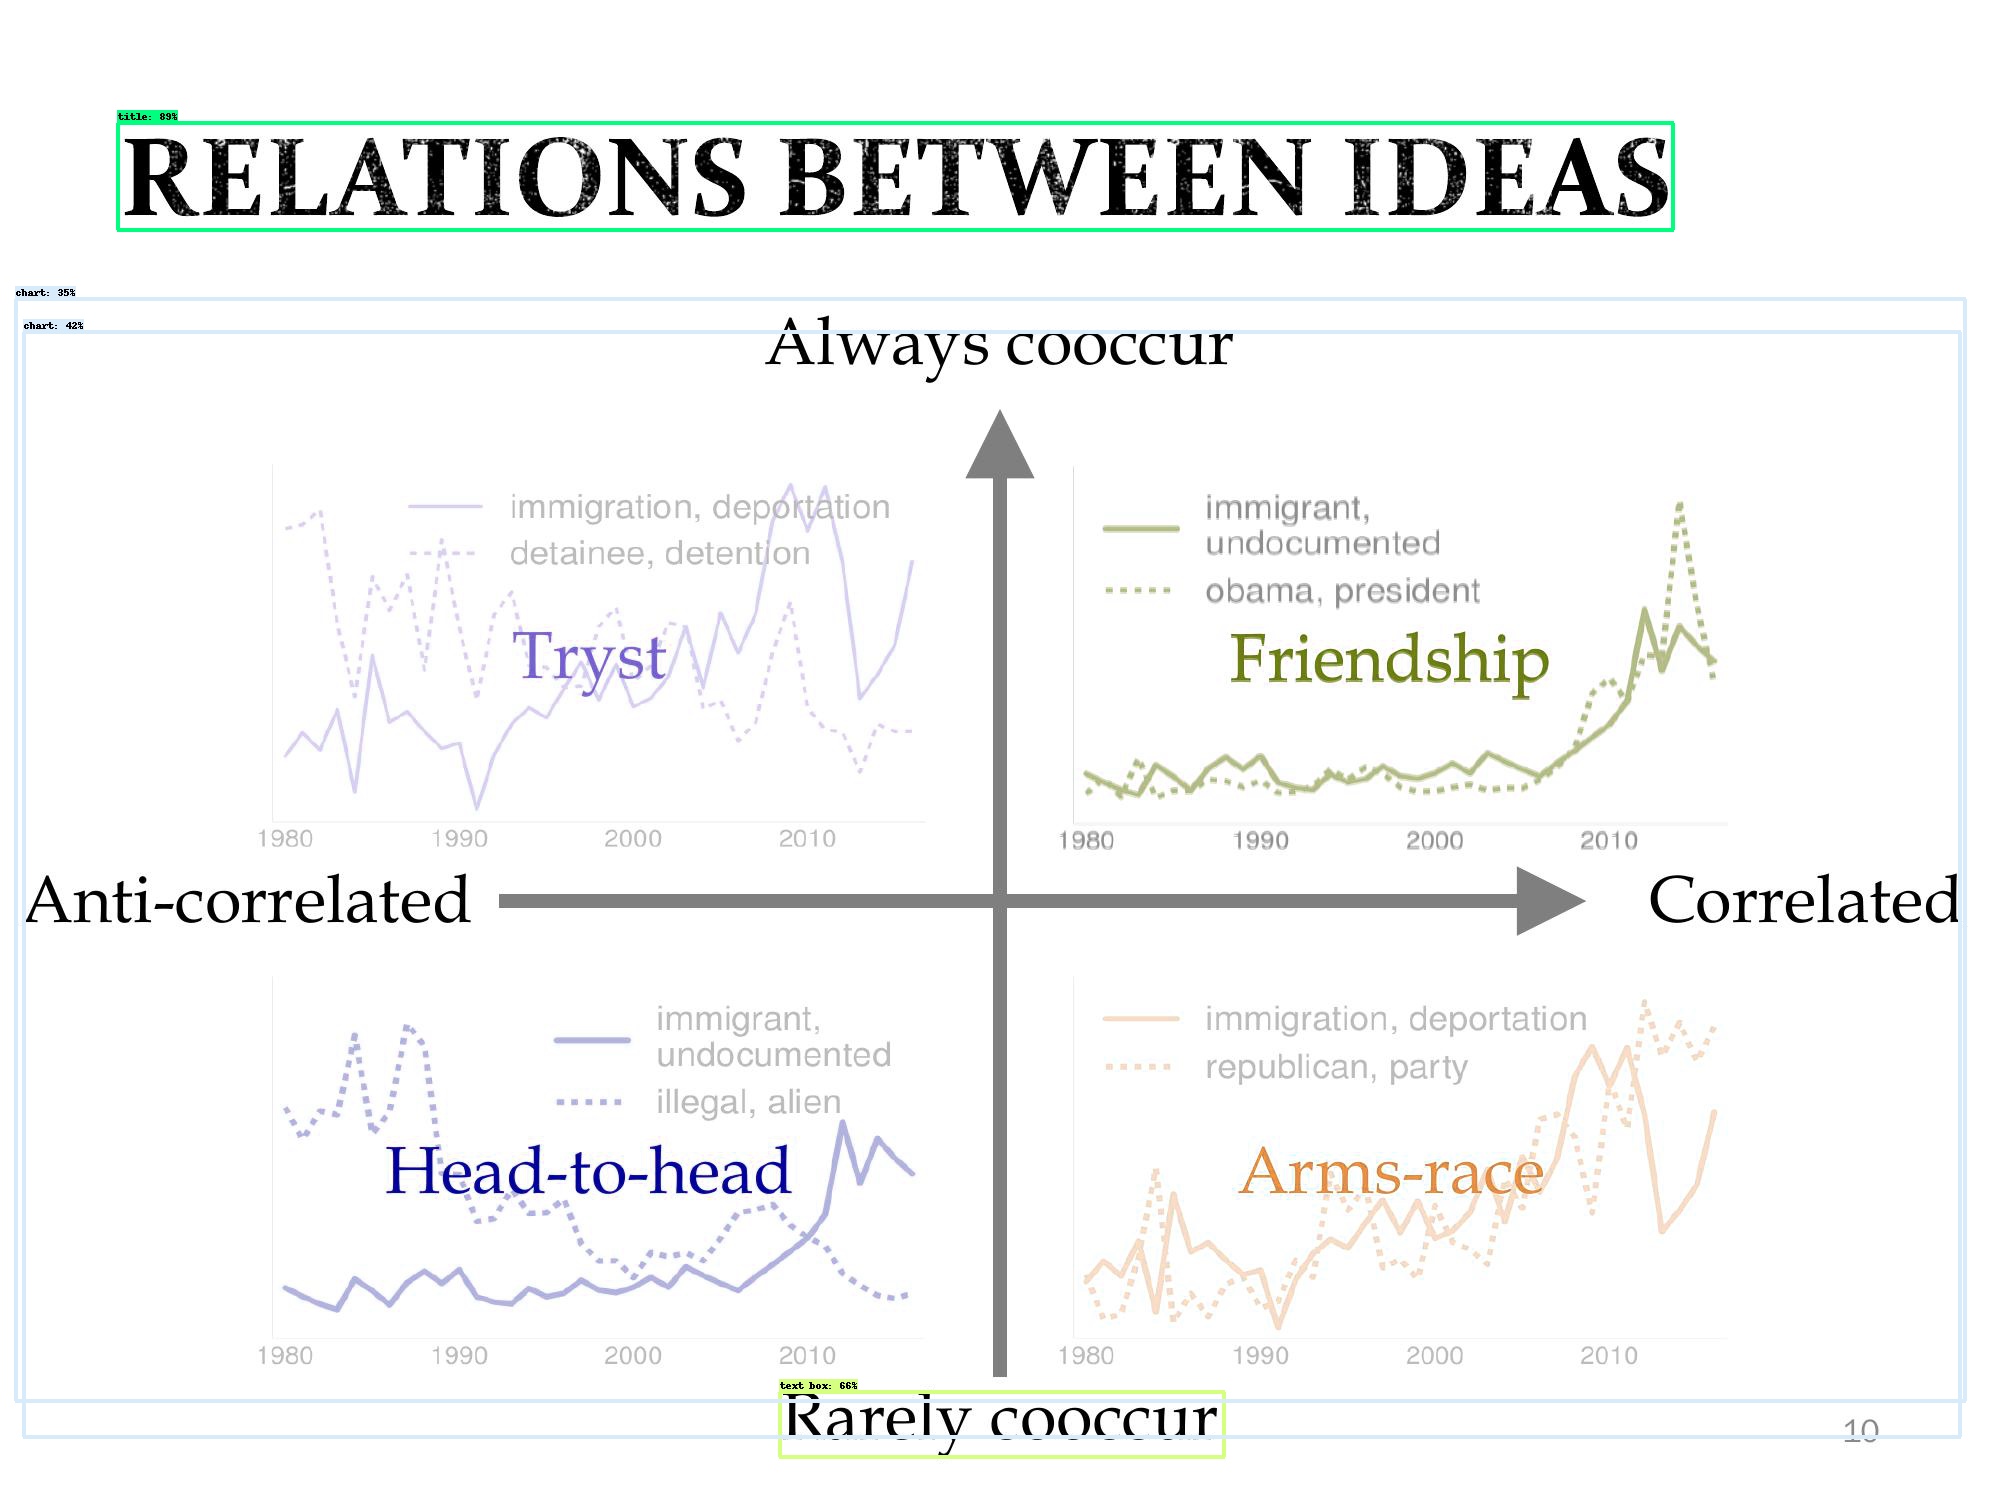 title: 89%
RELATIONS BETWEEN IDEAS
chart: 35%
chart: 42%
Always cooccur
immigration, deportation
detainee, detention
Tryst
1980 1990 2000 2010
immigrant,
undocumented
obama, president
Friendship
1980 1990 2000 2010
Anti-correlated
Correlated
immigrant,
undocumented
illegal, alien
Head-to-head
1980 1990 2000 2010
immigration, deportation
republican, party
Arms-race
1980 1990 2000 2010
text box: 66%
Rarely cooccur
10